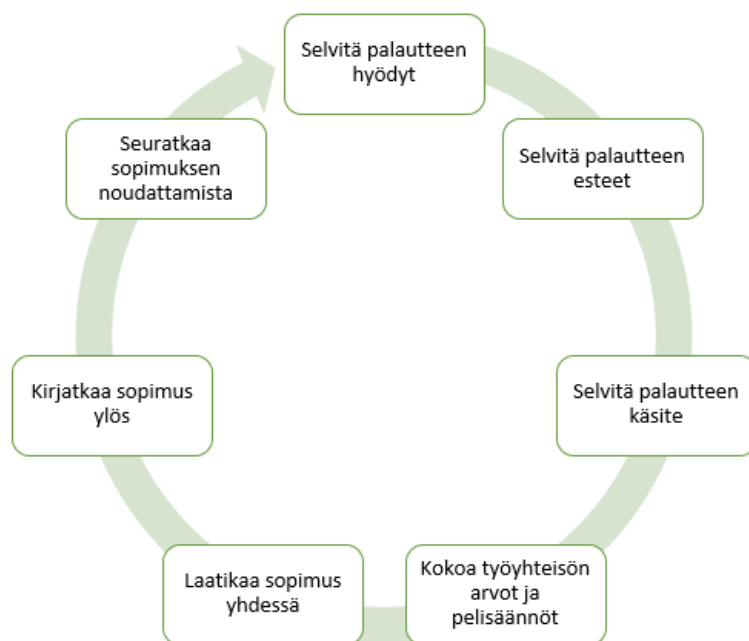 Selvitä palautteen
hyödyt
Selvitä palautteen
esteet
Selvitä palautteen
käsite
Kokoa työyhteisön
arvot ja
pelisäännöt
Laatikaa sopimus
yhdessä
Kirjatkaa sopimus
ylös
Seuratkaa
sopimuksen
noudattamista